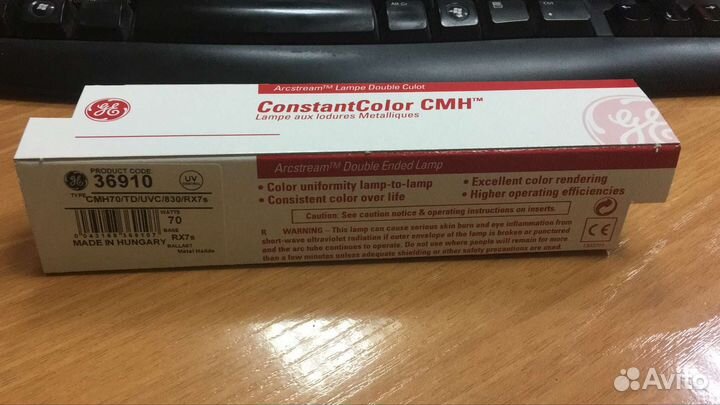 Alt Gr
Ctrl
Arcstream™ Lampe Double Culot
ConstantColor CMH™
Lampe aux Iodures Metalliques
GE
PRODUCT CODE
36910
UV
TYPE
CMH70/TD/UVC/830/RX7s
WATTS
70
BASE
RX7s
BALLAST
Metal Halide
MADE IN HUNGARY
Arcstream™ Double Ended Lamp
• Color uniformity lamp-to-lamp
• Consistent color over life
• Excellent color rendering
• Higher operating efficiencies
Caution: See caution notice & operating instructions on inserts.
R WARNING – This lamp can cause serious skin burn and eye inflammation from
short-wave ultraviolet radiation if outer envelope of the lamp is broken or punctured
and the arc tube continues to operate. Do not use where people will remain for more
than a few minutes unless adequate shielding or other safety precautions are used.
CE
Avito